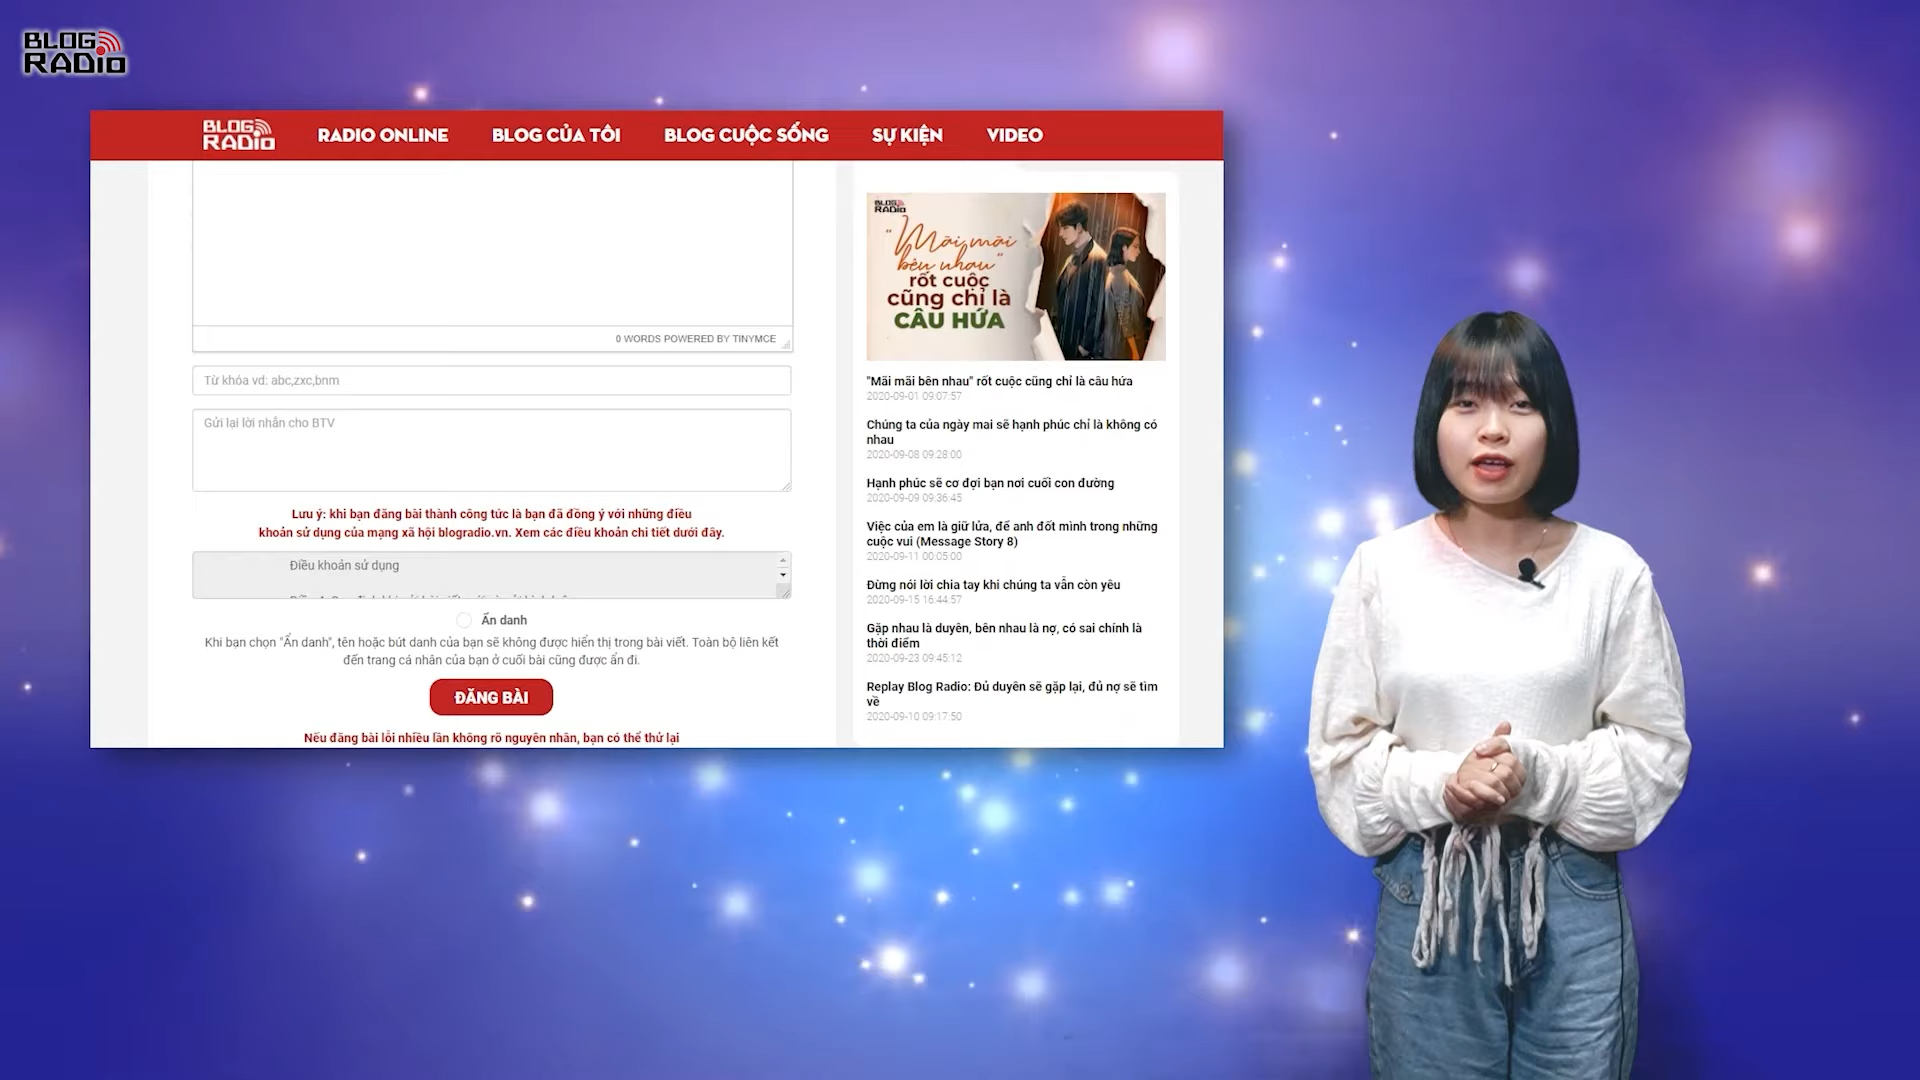 BLOG
RADIO
BLOG
RADIO
RADIO ONLINE
BLOG CỦA TÔI
BLOG CUỘC SỐNG
SỰ KIỆN
VIDEO
0 WORDS POWERED BY TINYMCE
Từ khóa vd: abc,zxc,bnm
Gửi lại lời nhắn cho BTV
Lưu ý: khi bạn đăng bài thành công tức là bạn đã đồng ý với những điều
khoản sử dụng của mạng xã hội blogradio.vn. Xem các điều khoản chi tiết dưới đây.
Điều khoản sử dụng
Ẩn danh
Khi bạn chọn "Ẩn danh", tên hoặc bút danh của bạn sẽ không được hiển thị trong bài viết. Toàn bộ liên kết
đến trang cá nhân của bạn ở cuối bài cũng được ẩn đi.
ĐĂNG BÀI
Nếu đăng bài lỗi nhiều lần không rõ nguyên nhân, bạn có thể thử lại
BLOG
RADIO
"Mãi mãi
bên nhau"
rốt cuộc
cũng chỉ là
CÂU HỨA
"Mãi mãi bên nhau" rốt cuộc cũng chỉ là câu hứa
2020-09-01 09:07:57
Chúng ta của ngày mai sẽ hạnh phúc chỉ là không có
nhau
2020-09-08 09:28:00
Hạnh phúc sẽ cơ đợi bạn nơi cuối con đường
2020-09-09 09:36:45
Việc của em là giữ lửa, để anh đốt mình trong những
cuộc vui (Message Story 8)
2020-09-11 00:05:00
Đừng nói lời chia tay khi chúng ta vẫn còn yêu
2020-09-15 16:44:57
Gặp nhau là duyên, bên nhau là nợ, có sai chính là
thời điểm
2020-09-23 09:45:12
Replay Blog Radio: Đủ duyên sẽ gặp lại, đủ nợ sẽ tìm
về
2020-09-10 09:17:50